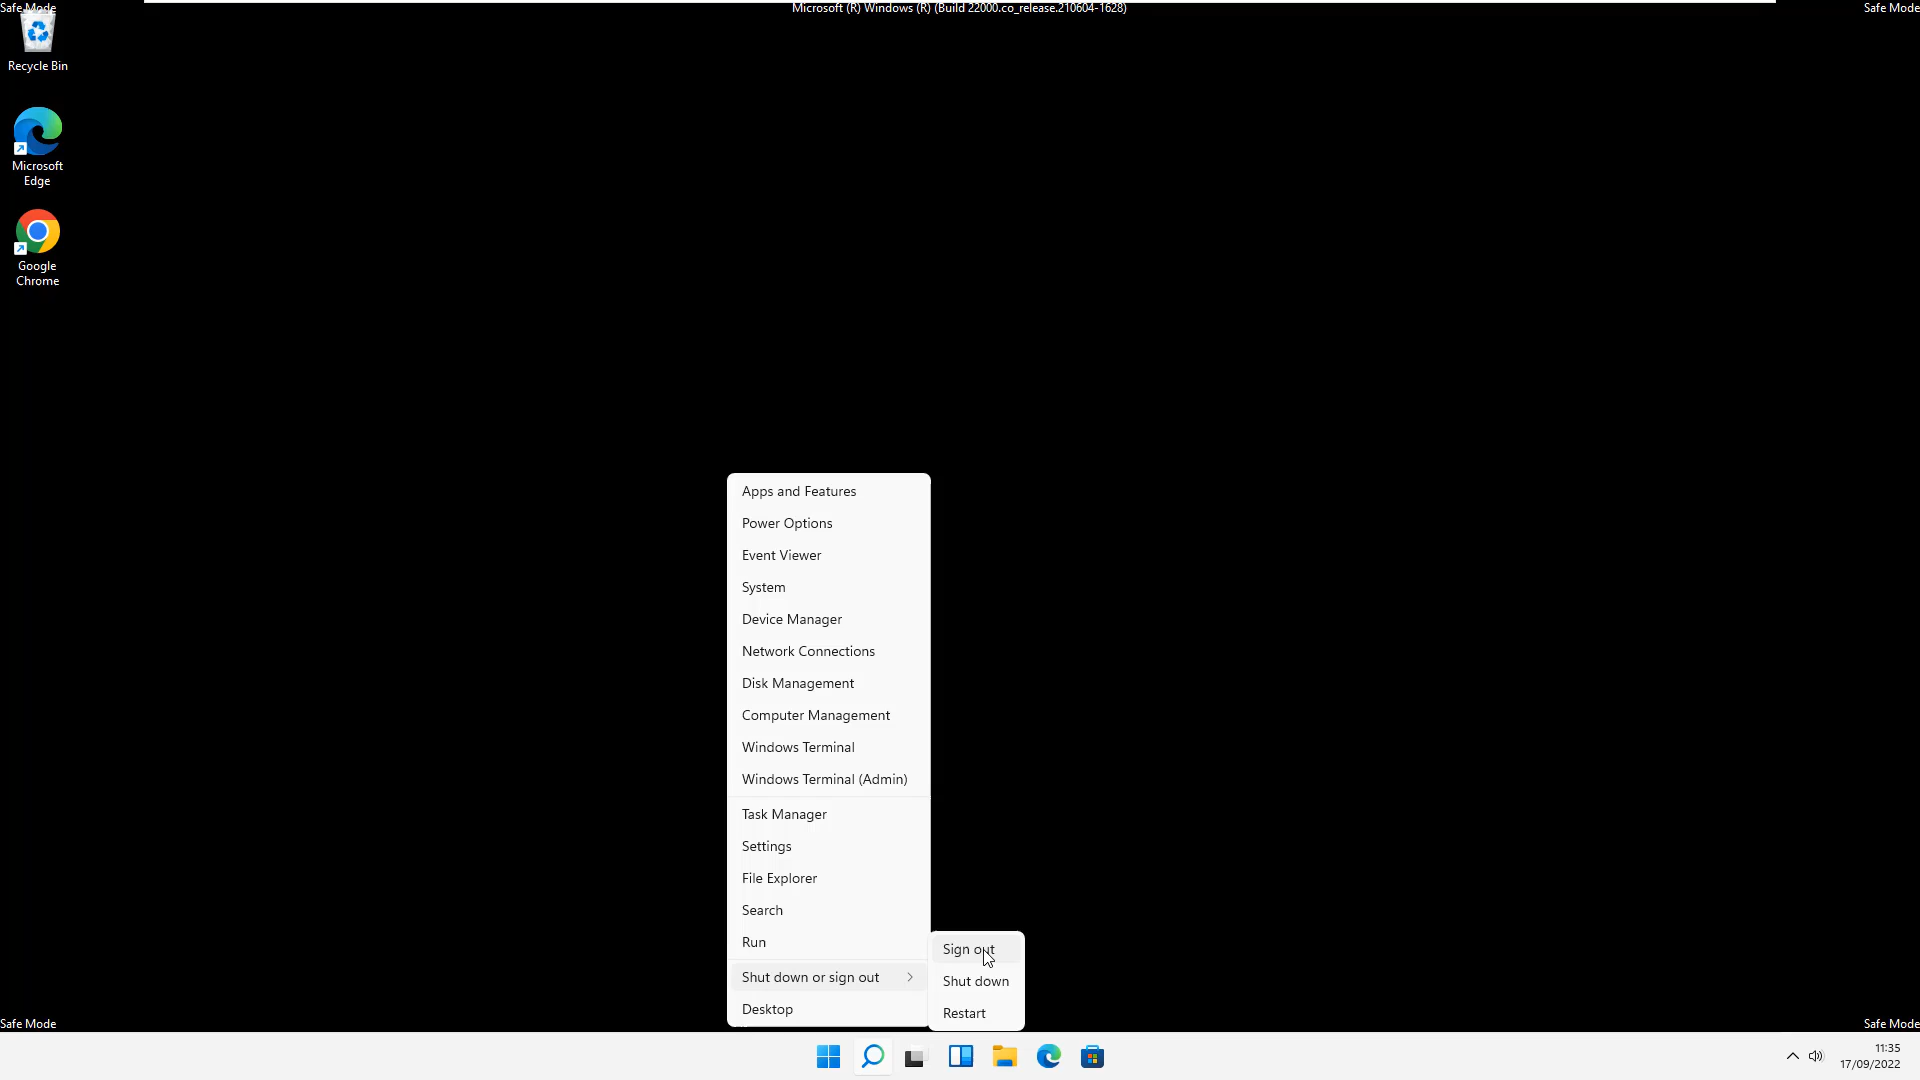 Safe Mode
Microsoft (R) Windows (R) (Build 22000.co_release.210604-1628)
Safe Mode
Recycle Bin
Microsoft
Edge
Google
Chrome
Apps and Features
Power Options
Event Viewer
System
Device Manager
Network Connections
Disk Management
Computer Management
Windows Terminal
Windows Terminal (Admin)
Task Manager
Settings
File Explorer
Search
Run
Shut down or sign out
Desktop
Sign out
Shut down
Restart
Safe Mode
Safe Mode
11:35
17/09/2022